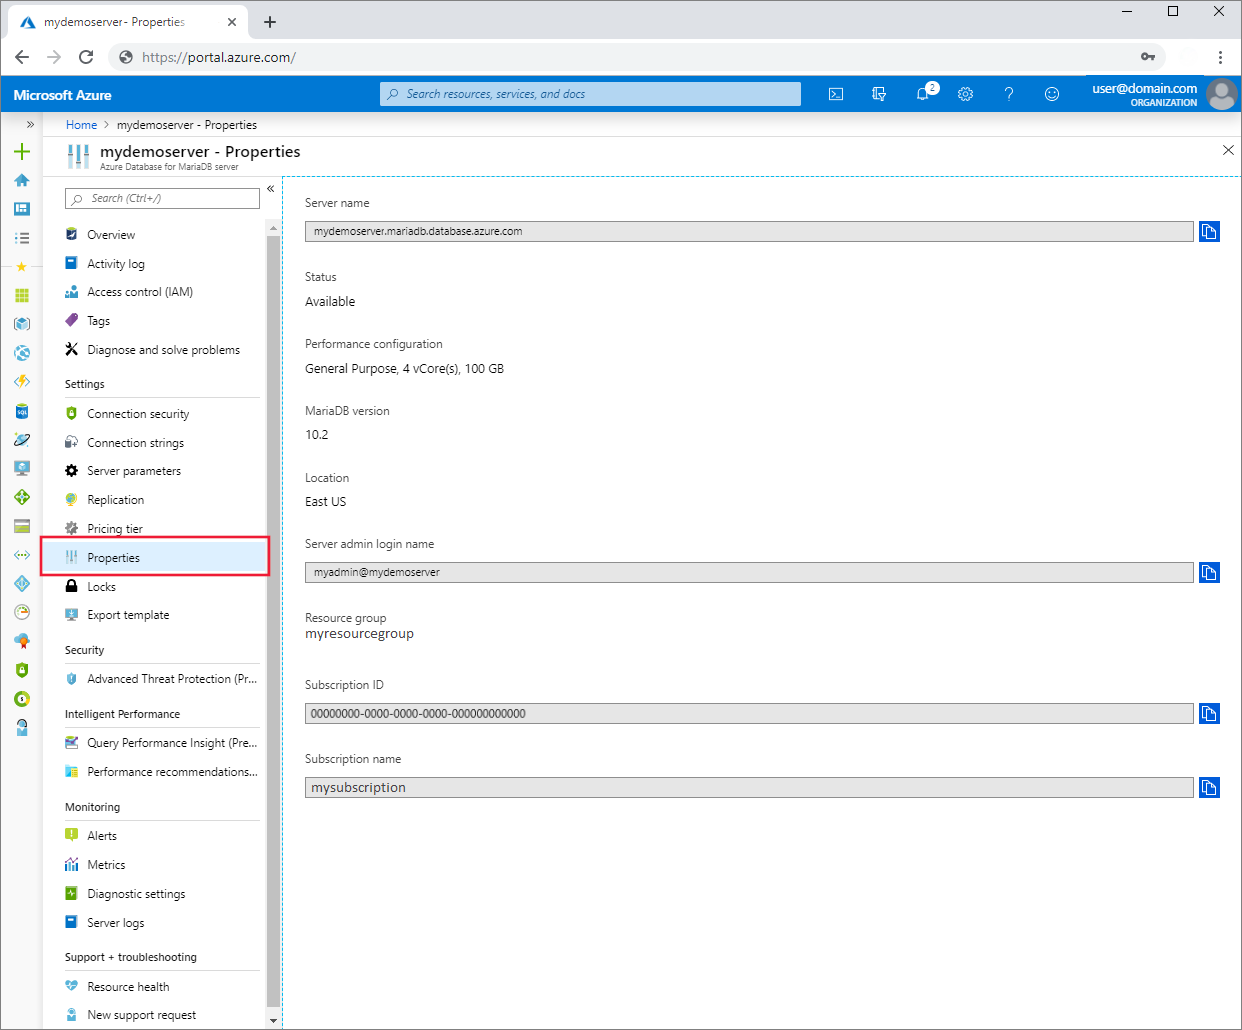 mydemoserver - Properties
https://portal.azure.com/
Microsoft Azure
Search resources, services, and docs
2
user@domain.com
ORGANIZATION
Home > mydemoserver - Properties
mydemoserver - Properties
Azure Database for MariaDB server
Search (Ctrl+/)
Overview
Activity log
Access control (IAM)
Tags
Diagnose and solve problems
Settings
Connection security
Connection strings
Server parameters
Replication
Pricing tier
Properties
Locks
Export template
Security
Advanced Threat Protection (Pr...
Intelligent Performance
Query Performance Insight (Pre...
Performance recommendations...
Monitoring
Alerts
Metrics
Diagnostic settings
Server logs
Support + troubleshooting
Resource health
New support request
Server name
mydemoserver.mariadb.database.azure.com
Status
Available
Performance configuration
General Purpose, 4 vCore(s), 100 GB
MariaDB version
10.2
Location
East US
Server admin login name
myadmin@mydemoserver
Resource group
myresourcegroup
Subscription ID
00000000-0000-0000-0000-000000000000
Subscription name
mysubscription